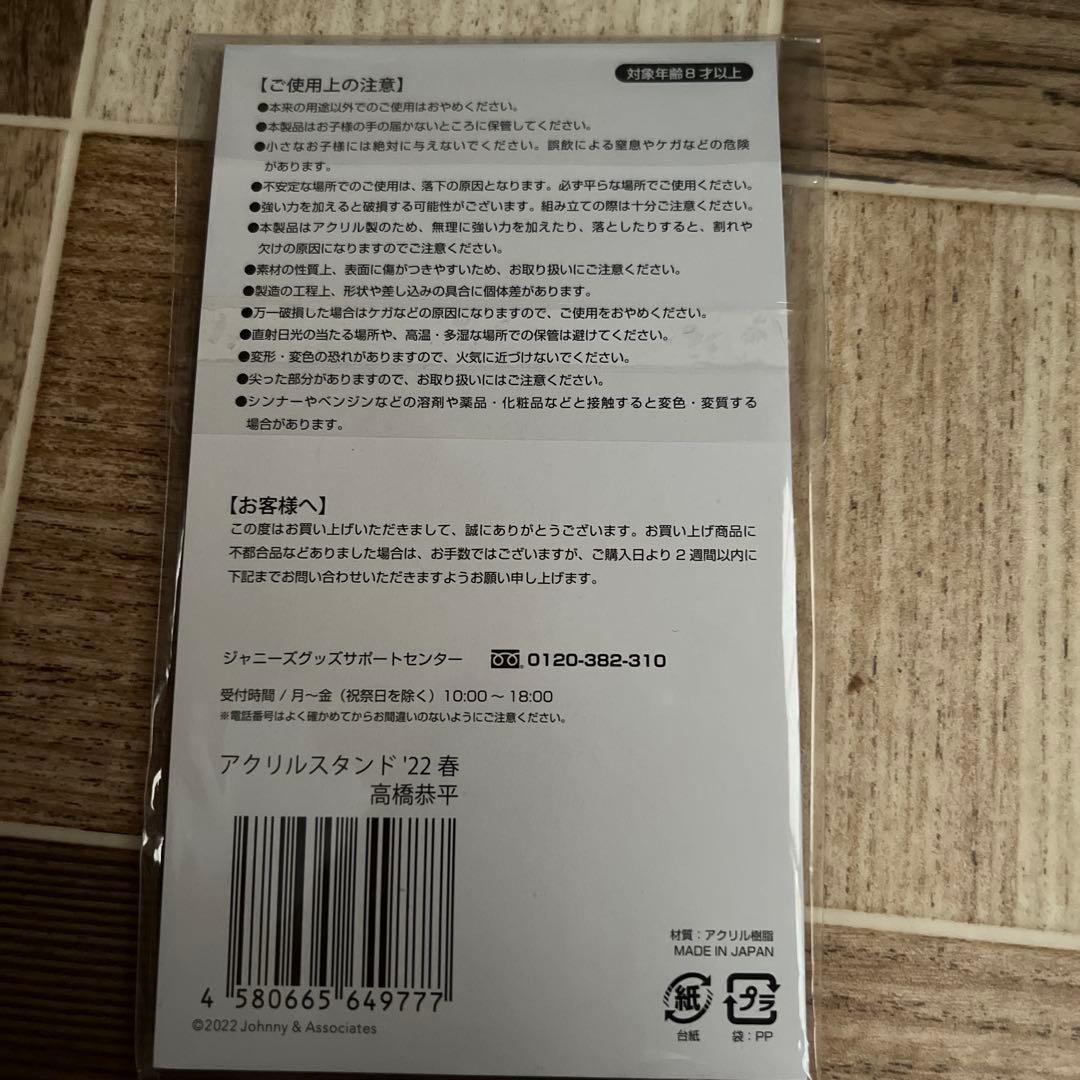 対象年齢8才以上
【ご使用上の注意】
●本来の用途以外でのご使用はおやめください。
●本製品はお子様の手の届かないところに保管してください。
●小さなお子様には絶対に与えないでください。誤飲による窒息やケガなどの危険
があります。
●不安定な場所でのご使用は、落下の原因となります。必ず平らな場所でご使用ください。
●強い力を加えると破損する可能性がございます。組み立ての際は十分ご注意ください。
●本製品はアクリル製のため、無理に強い力を加えたり、落としたりすると、割れや
欠けの原因になりますのでご注意ください。
●素材の性質上、表面に傷がつきやすいため、お取り扱いにご注意ください。
●製造の工程上、形状や差し込みの具合に個体差があります。
●万一破損した場合はケガなどの原因になりますので、ご使用をおやめください。
●直射日光の当たる場所や、高温・多湿な場所での保管は避けてください。
●変形・変色の恐れがありますので、火気に近づけないでください。
●尖った部分がありますので、お取り扱いにはご注意ください。
●シンナーやベンジンなどの溶剤や薬品・化粧品などと接触すると変色・変質する
場合があります。
【お客様へ】
この度はお買い上げいただきまして、誠にありがとうございます。お買い上げ商品に
不都合品などありました場合は、お手数ではございますが、ご購入日より2週間以内に
下記までお問い合わせいただきますようお願い申し上げます。
ジャニーズグッズサポートセンター 0120-382-310
受付時間 / 月〜金（祝祭日を除く）10:00 〜 18:00
※電話番号はよく確かめてからお間違いのないようにご注意ください。
アクリルスタンド '22 春
高橋恭平
4 580665 649777
©2022 Johnny & Associates
材質：アクリル樹脂
MADE IN JAPAN
紙 プラ
台紙 袋：PP